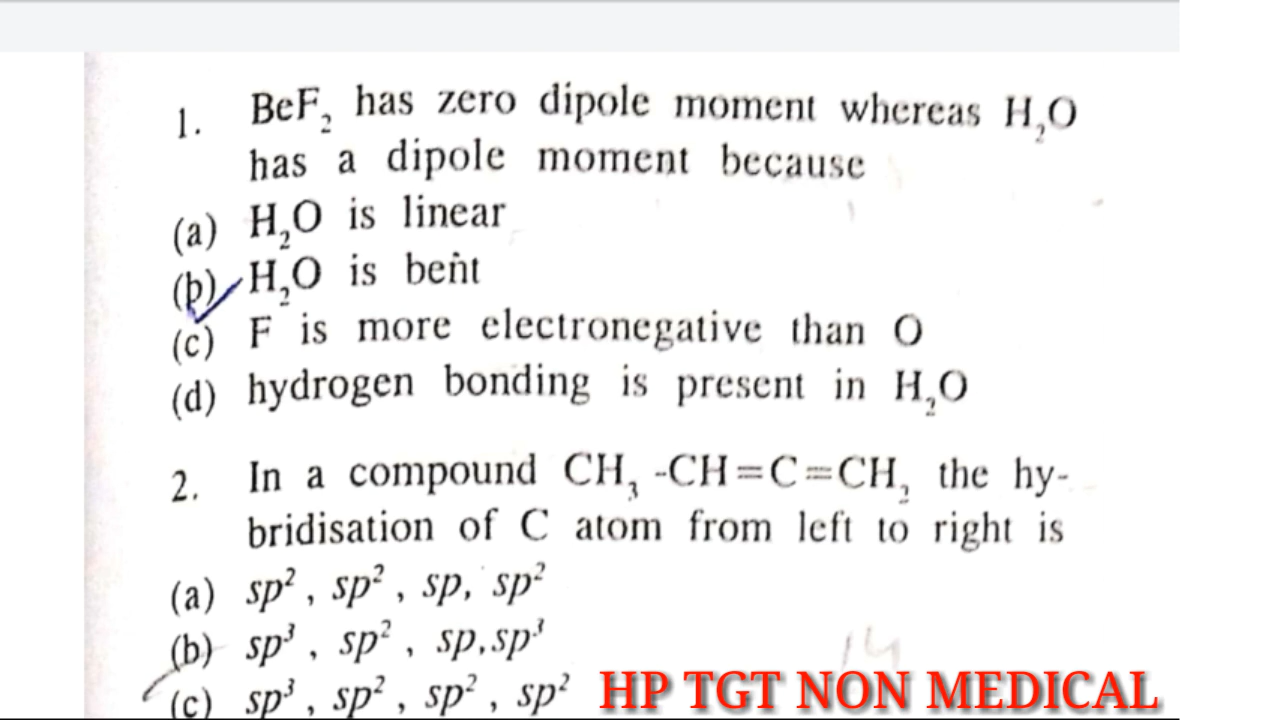 1. BeF₂ has zero dipole moment whereas H₂O
has a dipole moment because
(a) H₂O is linear
(b) H₂O is bent
(c) F is more electronegative than O
(d) hydrogen bonding is present in H₂O
2. In a compound CH₃ -CH=C=CH₂ the hy-
bridisation of C atom from left to right is
(a) sp², sp², sp, sp²
(b) sp³, sp², sp, sp³
14
(c) sp³, sp², sp², sp²
HP TGT NON MEDICAL